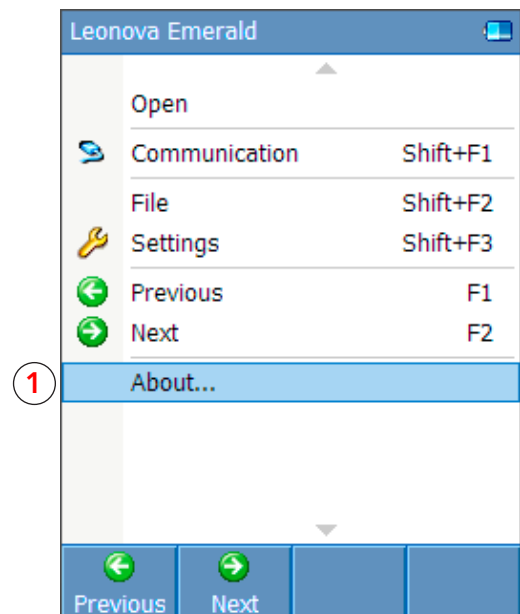 Leonova Emerald
Open
Communication Shift+F1
File Shift+F2
Settings Shift+F3
Previous F1
Next F2
1 About...
Previous Next